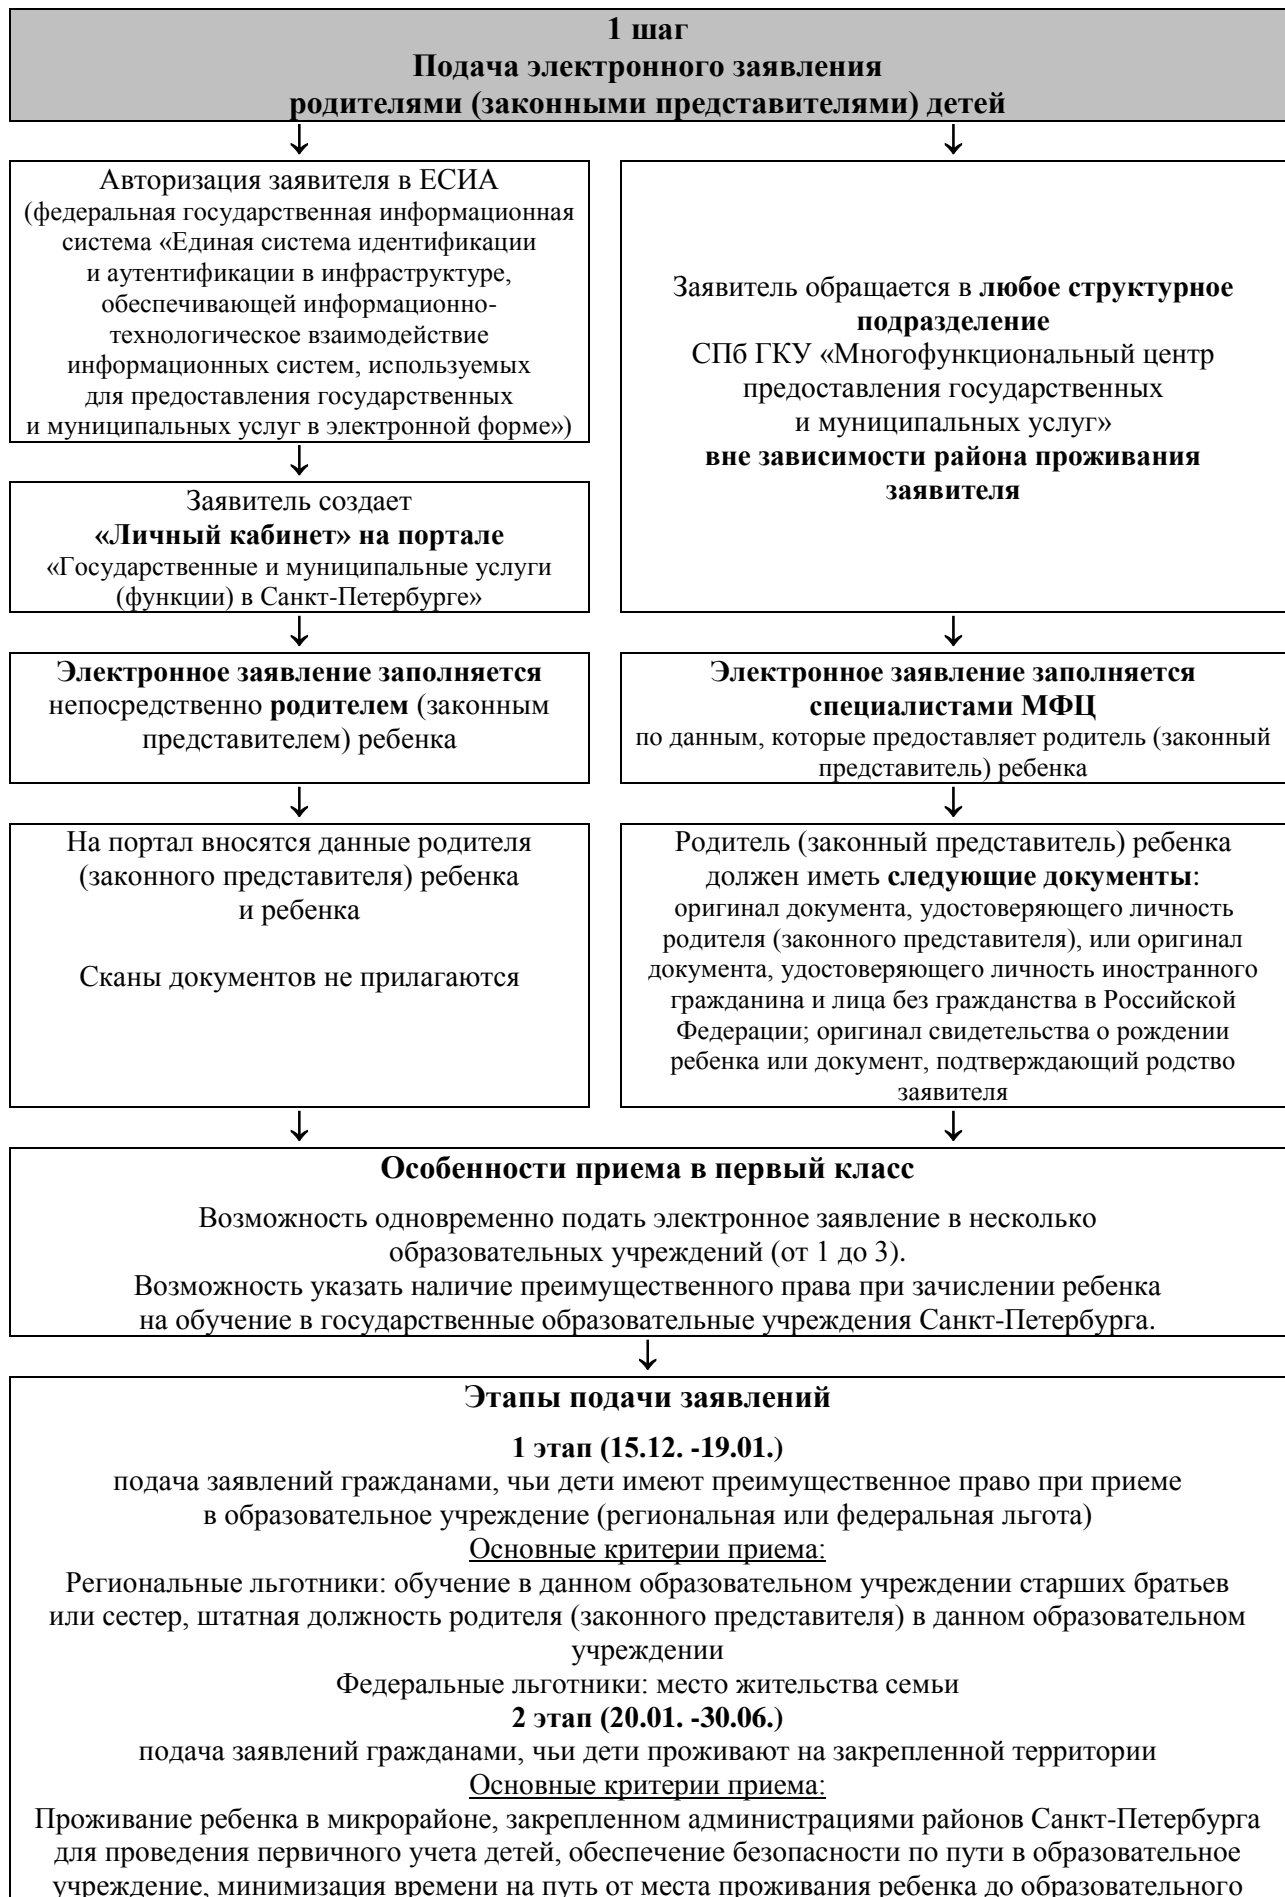 1 шаг
Подача электронного заявления
родителями (законными представителями) детей
↓
↓
Авторизация заявителя в ЕСИА
(федеральная государственная информационная
система «Единая система идентификации
и аутентификации в инфраструктуре,
обеспечивающей информационно-
технологическое взаимодействие
информационных систем, используемых
для предоставления государственных
и муниципальных услуг в электронной форме»)
↓
Заявитель создает
«Личный кабинет» на портале
«Государственные и муниципальные услуги
(функции) в Санкт-Петербурге»
Заявитель обращается в любое структурное
подразделение
СПб ГКУ «Многофункциональный центр
предоставления государственных
и муниципальных услуг»
вне зависимости района проживания
заявителя
↓
↓
Электронное заявление заполняется
непосредственно родителем (законным
представителем) ребенка
Электронное заявление заполняется
специалистами МФЦ
по данным, которые предоставляет родитель (законный
представитель) ребенка
↓
↓
На портал вносятся данные родителя
(законного представителя) ребенка
и ребенка
Сканы документов не прилагаются
Родитель (законный представитель) ребенка
должен иметь следующие документы:
оригинал документа, удостоверяющего личность
родителя (законного представителя), или оригинал
документа, удостоверяющего личность иностранного
гражданина и лица без гражданства в Российской
Федерации; оригинал свидетельства о рождении
ребенка или документ, подтверждающий родство
заявителя
↓
↓
Особенности приема в первый класс
Возможность одновременно подать электронное заявление в несколько
образовательных учреждений (от 1 до 3).
Возможность указать наличие преимущественного права при зачислении ребенка
на обучение в государственные образовательные учреждения Санкт-Петербурга.
↓
Этапы подачи заявлений
1 этап (15.12. -19.01.)
подача заявлений гражданами, чьи дети имеют преимущественное право при приеме
в образовательное учреждение (региональная или федеральная льгота)
Основные критерии приема:
Региональные льготники: обучение в данном образовательном учреждении старших братьев
или сестер, штатная должность родителя (законного представителя) в данном образовательном
учреждении
Федеральные льготники: место жительства семьи
2 этап (20.01. -30.06.)
подача заявлений гражданами, чьи дети проживают на закрепленной территории
Основные критерии приема:
Проживание ребенка в микрорайоне, закрепленном администрациями районов Санкт-Петербурга
для проведения первичного учета детей, обеспечение безопасности по пути в образовательное
учреждение, минимизация времени на путь от места проживания ребенка до образовательного